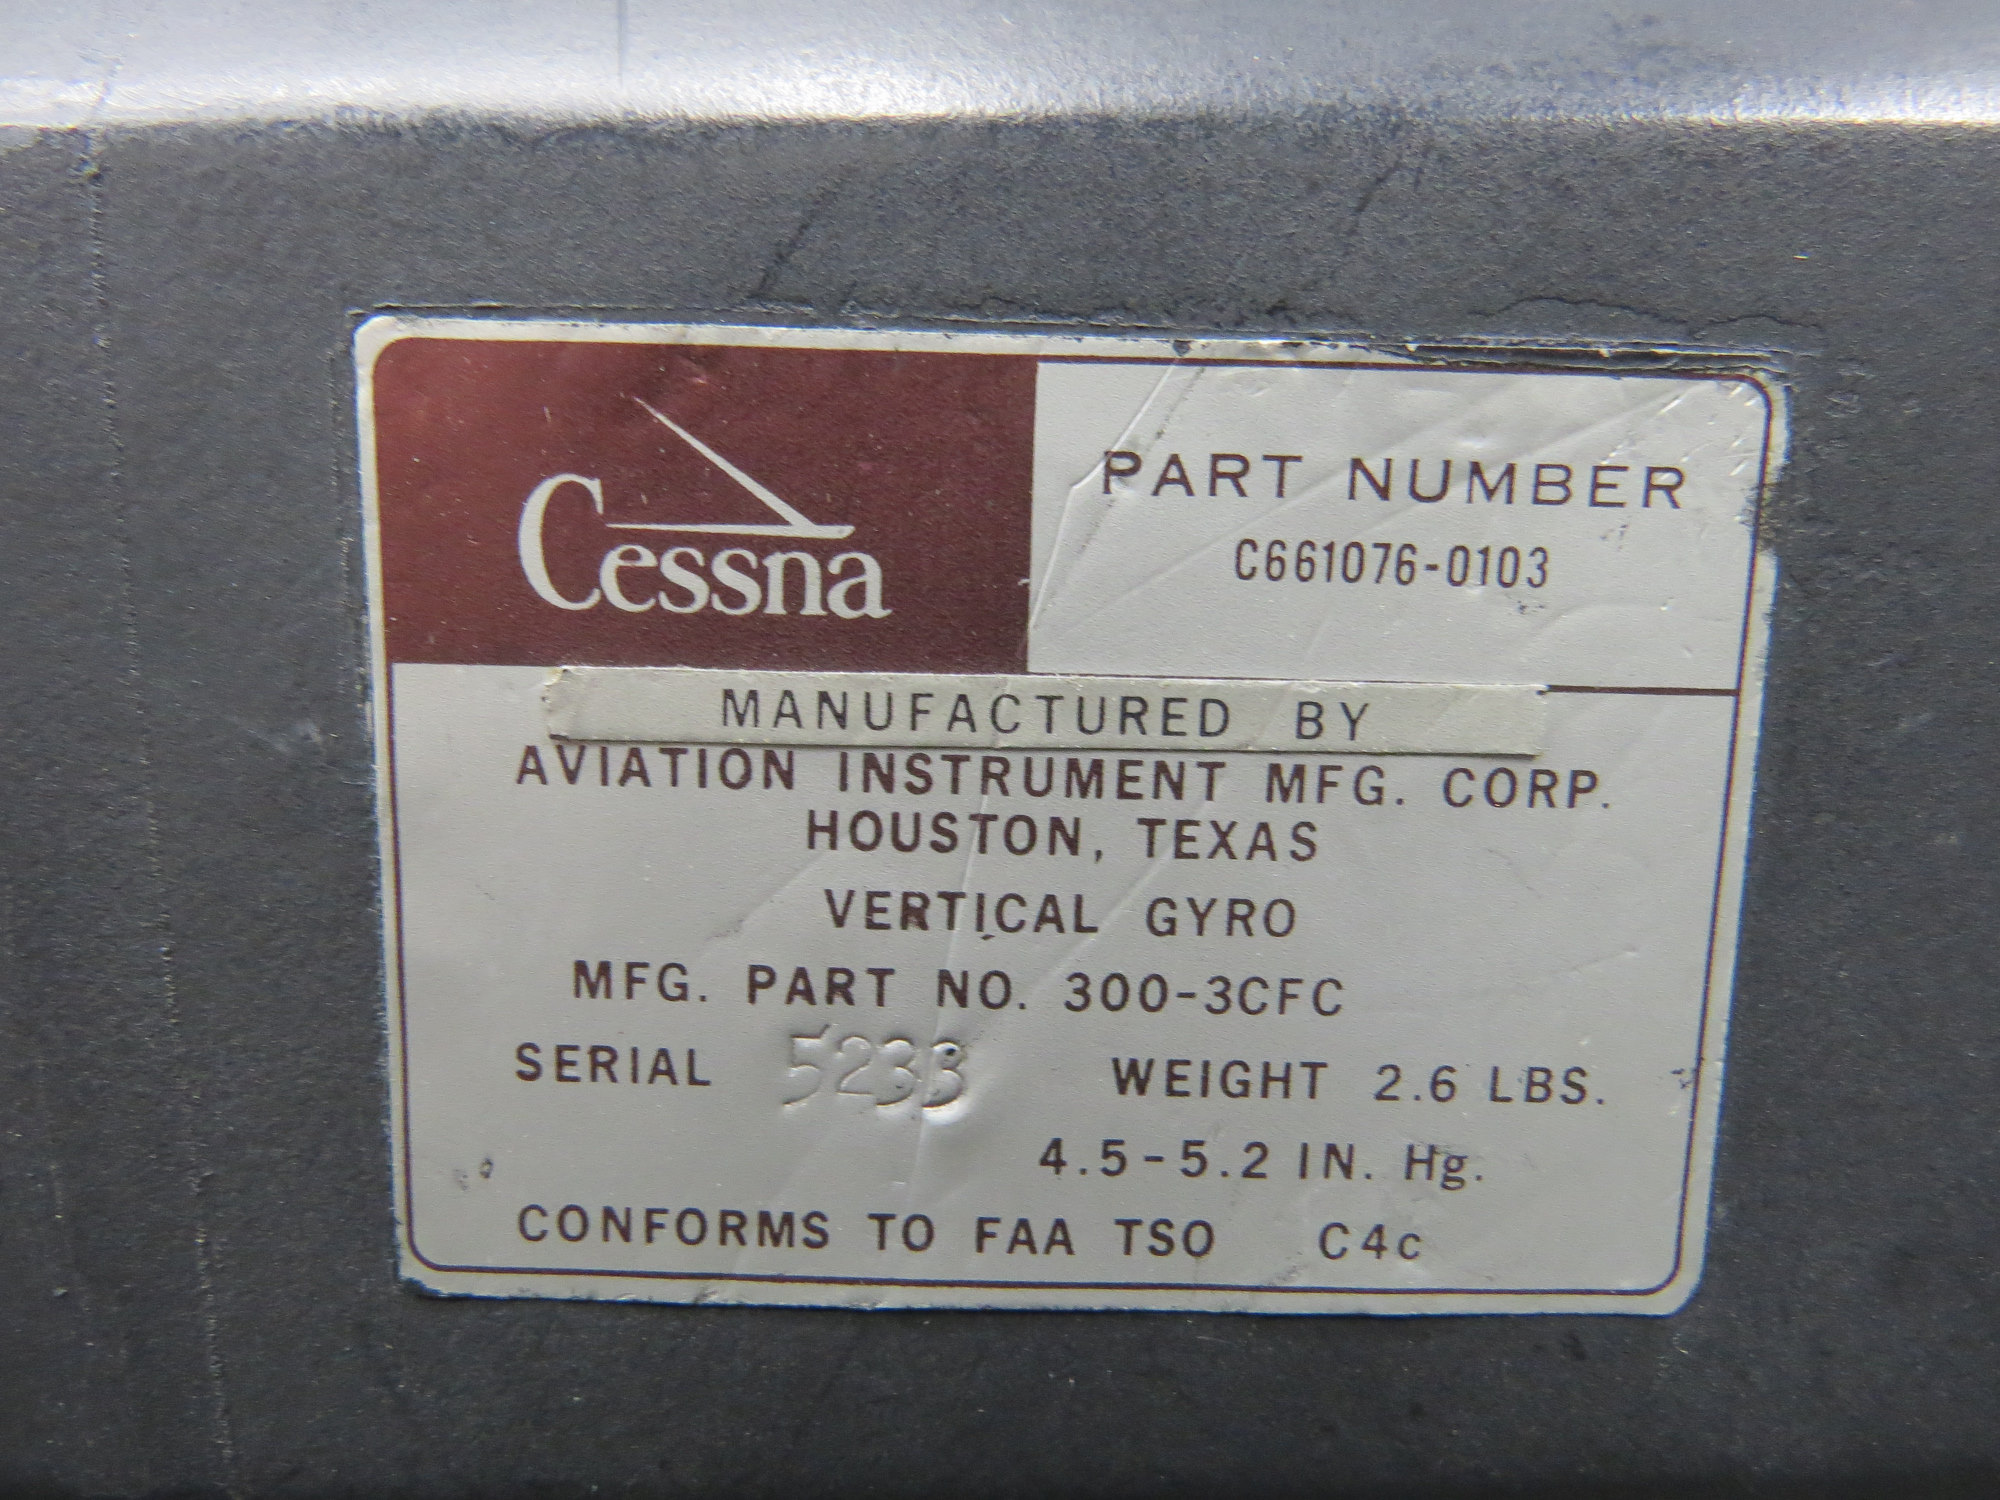 Cessna
PART NUMBER
C661076-0103
MANUFACTURED BY
AVIATION INSTRUMENT MFG. CORP.
HOUSTON, TEXAS
VERTICAL GYRO
MFG. PART NO. 300-3CFC
SERIAL 5233 WEIGHT 2.6 LBS.
4.5-5.2 IN. Hg.
CONFORMS TO FAA TSO C4c